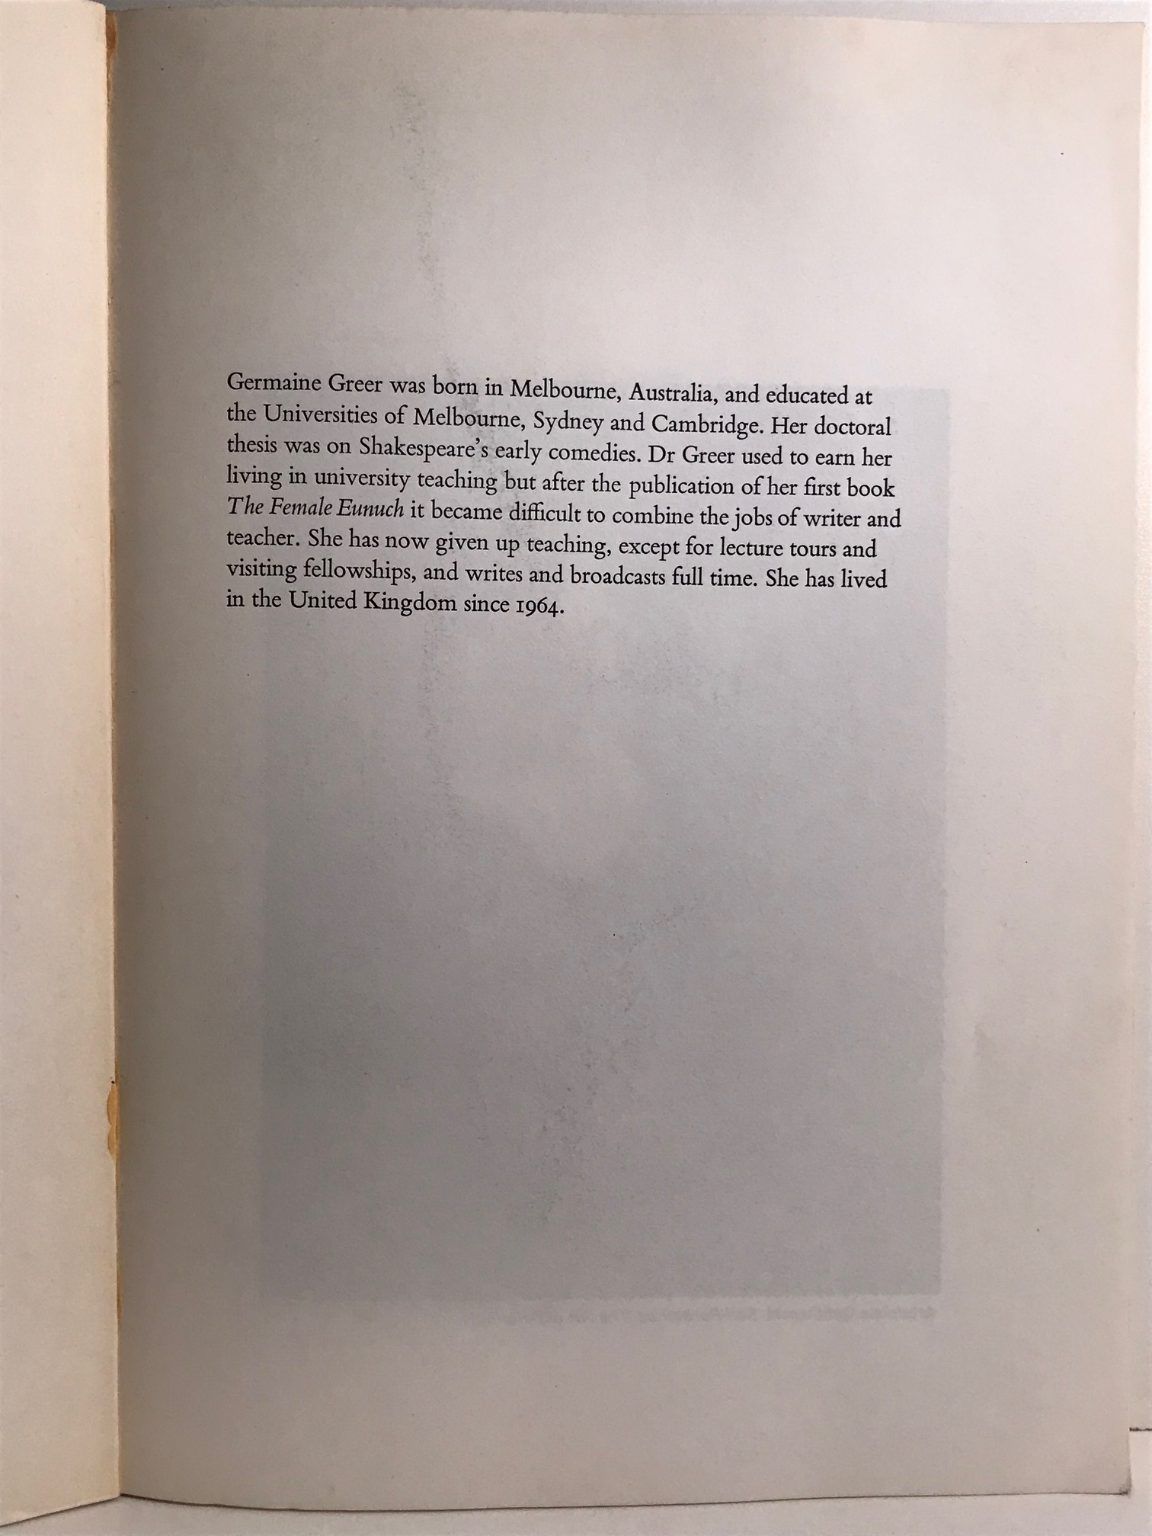 Germaine Greer was born in Melbourne, Australia, and educated at
the Universities of Melbourne, Sydney and Cambridge. Her doctoral
thesis was on Shakespeare's early comedies. Dr Greer used to earn her
living in university teaching but after the publication of her first book
The Female Eunuch it became difficult to combine the jobs of writer and
teacher. She has now given up teaching, except for lecture tours and
visiting fellowships, and writes and broadcasts full time. She has lived
in the United Kingdom since 1964.